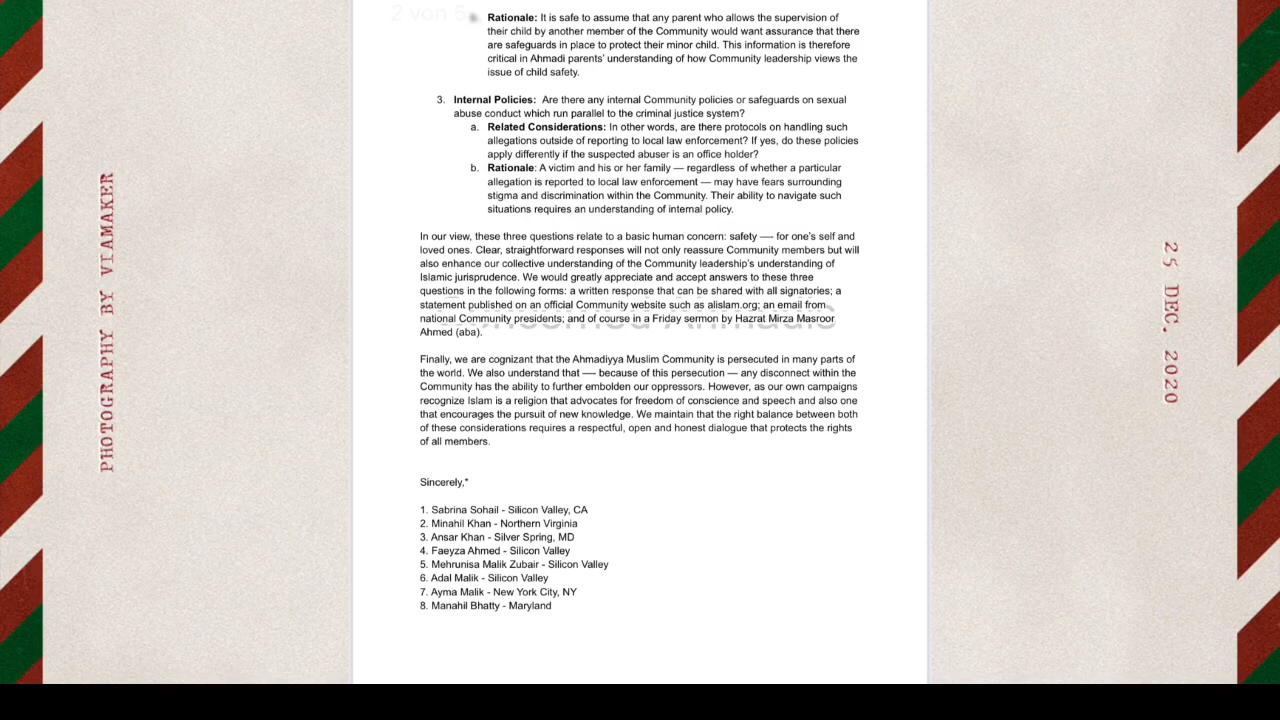 2 von 5
b. Rationale: It is safe to assume that any parent who allows the supervision of
their child by another member of the Community would want assurance that there
are safeguards in place to protect their minor child. This information is therefore
critical in Ahmadi parents' understanding of how Community leadership views the
issue of child safety.
3. Internal Policies: Are there any internal Community policies or safeguards on sexual
abuse conduct which run parallel to the criminal justice system?
a. Related Considerations: In other words, are there protocols on handling such
allegations outside of reporting to local law enforcement? If yes, do these policies
apply differently if the suspected abuser is an office holder?
b. Rationale: A victim and his or her family — regardless of whether a particular
allegation is reported to local law enforcement — may have fears surrounding
stigma and discrimination within the Community. Their ability to navigate such
situations requires an understanding of internal policy.
In our view, these three questions relate to a basic human concern: safety —- for one's self and
loved ones. Clear, straightforward responses will not only reassure Community members but will
also enhance our collective understanding of the Community leadership's understanding of
Islamic jurisprudence. We would greatly appreciate and accept answers to these three
questions in the following forms: a written response that can be shared with all signatories; a
statement published on an official Community website such as alislam.org; an email from
national Community presidents; and of course in a Friday sermon by Hazrat Mirza Masroor
Ahmed (aba).
Concerned Ahmadis
Finally, we are cognizant that the Ahmadiyya Muslim Community is persecuted in many parts of
the world. We also understand that —- because of this persecution — any disconnect within the
Community has the ability to further embolden our oppressors. However, as our own campaigns
recognize Islam is a religion that advocates for freedom of conscience and speech and also one
that encourages the pursuit of new knowledge. We maintain that the right balance between both
of these considerations requires a respectful, open and honest dialogue that protects the rights
of all members.
Sincerely,*
1. Sabrina Sohail - Silicon Valley, CA
2. Minahil Khan - Northern Virginia
3. Ansar Khan - Silver Spring, MD
4. Faeyza Ahmed - Silicon Valley
5. Mehrunisa Malik Zubair - Silicon Valley
6. Adal Malik - Silicon Valley
7. Ayma Malik - New York City, NY
8. Manahil Bhatty - Maryland
PHOTOGRAPHY BY VLAMAKER
25 DEC, 2020